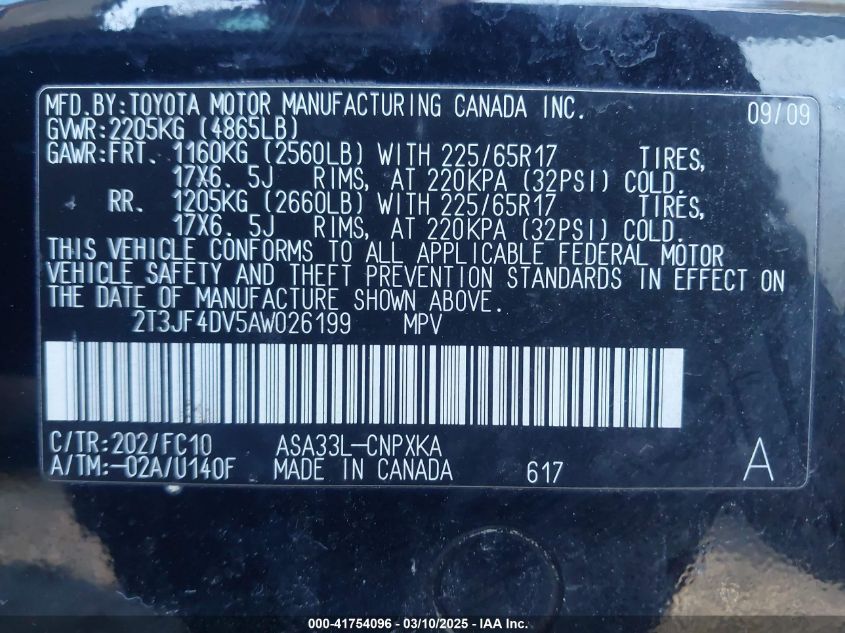 MFD.BY:TOYOTA MOTOR MANUFACTURING CANADA INC. 09/09
GVWR:2205KG (4865LB)
GAWR:FRT. 1160KG (2560LB) WITH 225/65R17 TIRES,
17X6.5J RIMS, AT 220KPA (32PSI) COLD.
RR. 1205KG (2660LB) WITH 225/65R17 TIRES,
17X6.5J RIMS, AT 220KPA (32PSI) COLD.
THIS VEHICLE CONFORMS TO ALL APPLICABLE FEDERAL MOTOR
VEHICLE SAFETY AND THEFT PREVENTION STANDARDS IN EFFECT ON
THE DATE OF MANUFACTURE SHOWN ABOVE.
2T3JF4DV5AW026199 MPV
C/TR:202/FC10 ASA33L-CNPXKA
A/TM:-02A/U140F MADE IN CANADA 617 A
000-41754096 - 03/10/2025 - IAA Inc.